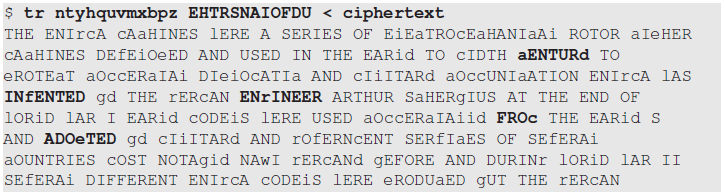 $ tr ntyhquvmxbpz EHTRSNAIOFDU < ciphertext
THE ENIrcA CAaHINES lERE A SERIES OF EiEaTROcEaHANIaAi ROTOR aIeHER
cAaHINES DEfEiOeED AND USED IN THE EARid TO cIDTH aENTURd TO
eROTEaT aOccERaIAi DIeiOcATIa AND cIiITARd aOccUNIaATION ENIrcA lAS
INfENTED gd THE rERcAN ENrINEER ARTHUR SaHERgIUS AT THE END OF
lORiD lAR I EARid cODEiS lERE USED aOccERaIAiid FROc THE EARid S
AND ADOeTED gd cIiITARd AND rOfERNcENT SERfIaES OF SEfERAi
aOUNTRIES cOST NOTAgid NAwI rERcANd gEFORE AND DURINr lORiD lAR II
SEfERAi DIFFERENT ENIrcA cODEiS lERE eRODUaED gUT THE rERcAN